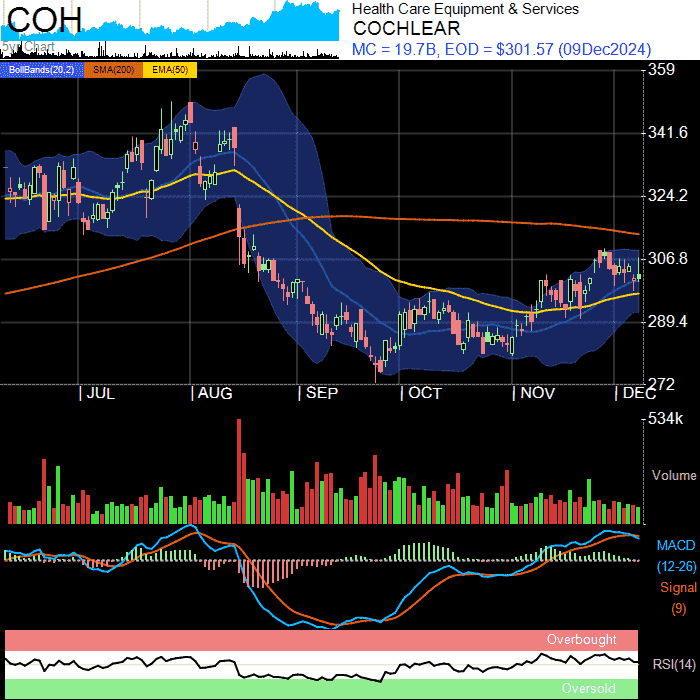 COH
5yr Chart
Health Care Equipment & Services
COCHLEAR
MC = 19.7B, EOD = $301.57 (09Dec2024)
BollBands(20,2) SMA(200) EMA(50)
359
341.6
324.2
306.8
289.4
272
JUL AUG SEP OCT NOV DEC
534k
Volume
MACD
(12-26)
Signal
(9)
Overbought
RSI(14)
Oversold